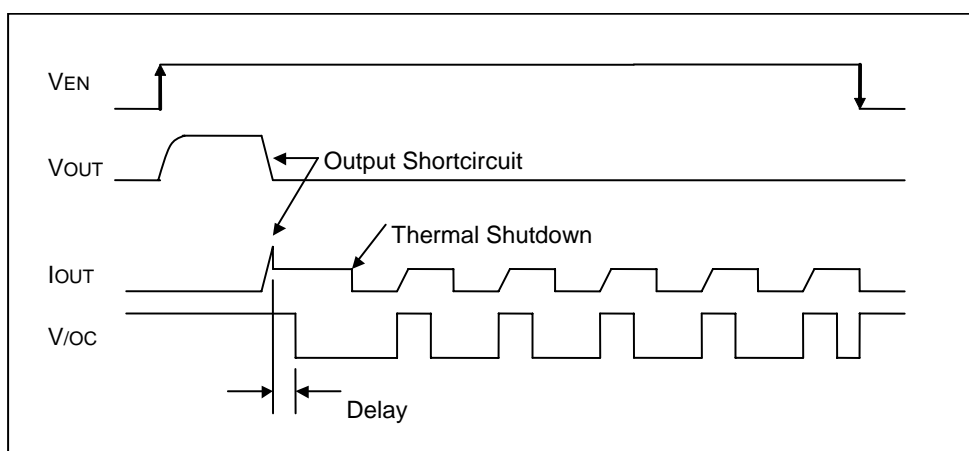 VEN
VOUT
Output Shortcircuit
Thermal Shutdown
IOUT
V/OC
Delay